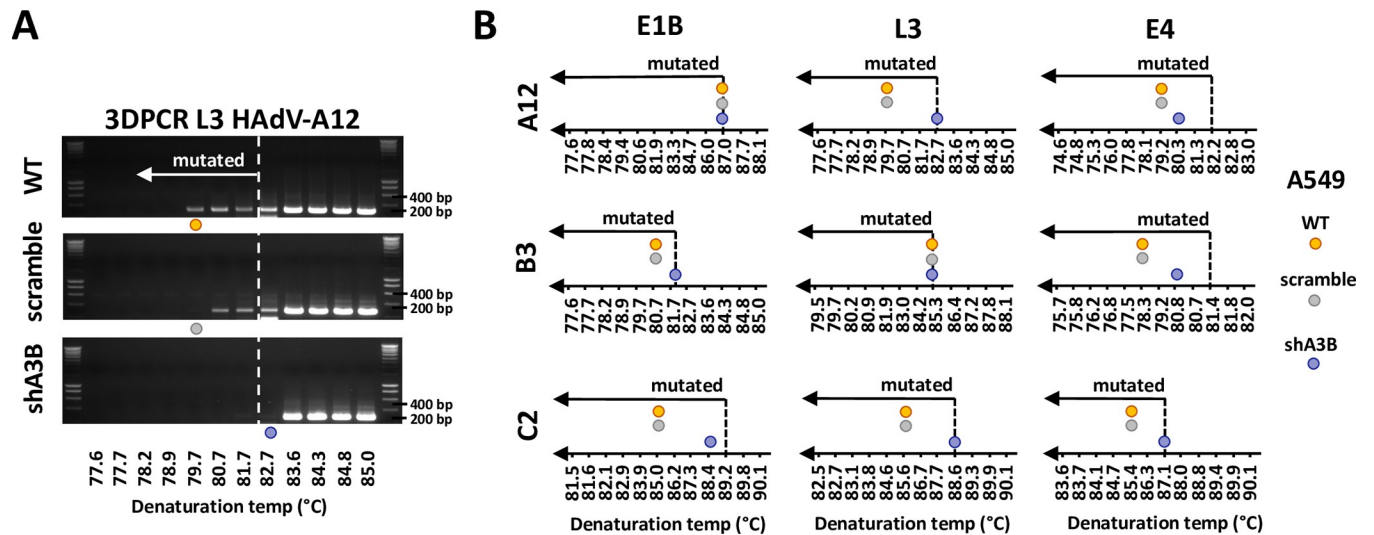 A
3DPCR L3 HAdV-A12
WT
mutated
400 bp
200 bp
scramble
400 bp
200 bp
shA3B
400 bp
200 bp
77.6 77.7 78.2 78.9 79.7 80.7 81.7 82.7 83.6 84.3 84.8 85.0
Denaturation temp (°C)
B
E1B L3 E4
A12
mutated mutated mutated
77.6 77.8 78.4 79.4 80.6 81.9 83.3 84.7 86.0 87.0 87.7 88.1
77.6 77.7 78.2 78.9 79.7 80.7 81.7 82.7 83.6 84.3 84.8 85.0
74.6 74.8 75.3 76.0 77.8 78.1 79.2 80.3 81.3 82.2 82.8 83.0
B3
mutated mutated mutated
77.6 77.7 78.2 78.9 79.7 80.7 81.7 82.7 83.6 84.3 84.8 85.0
79.5 79.7 80.2 80.9 81.9 83.0 84.2 85.3 86.4 87.2 87.8 88.1
75.7 75.8 76.2 76.8 77.5 78.3 79.2 80.8 80.7 81.4 81.8 82.0
C2
mutated mutated mutated
81.5 81.6 82.1 82.9 83.9 85.0 86.2 88.4 89.2 89.8 90.1
82.5 82.7 83.1 83.8 84.6 85.6 86.7 87.7 88.6 89.3 89.9 90.1
83.6 83.7 84.1 84.7 85.4 86.3 87.1 88.0 88.8 89.4 89.9 90.1
Denaturation temp (°C) Denaturation temp (°C) Denaturation temp (°C)
A549
WT
scramble
shA3B